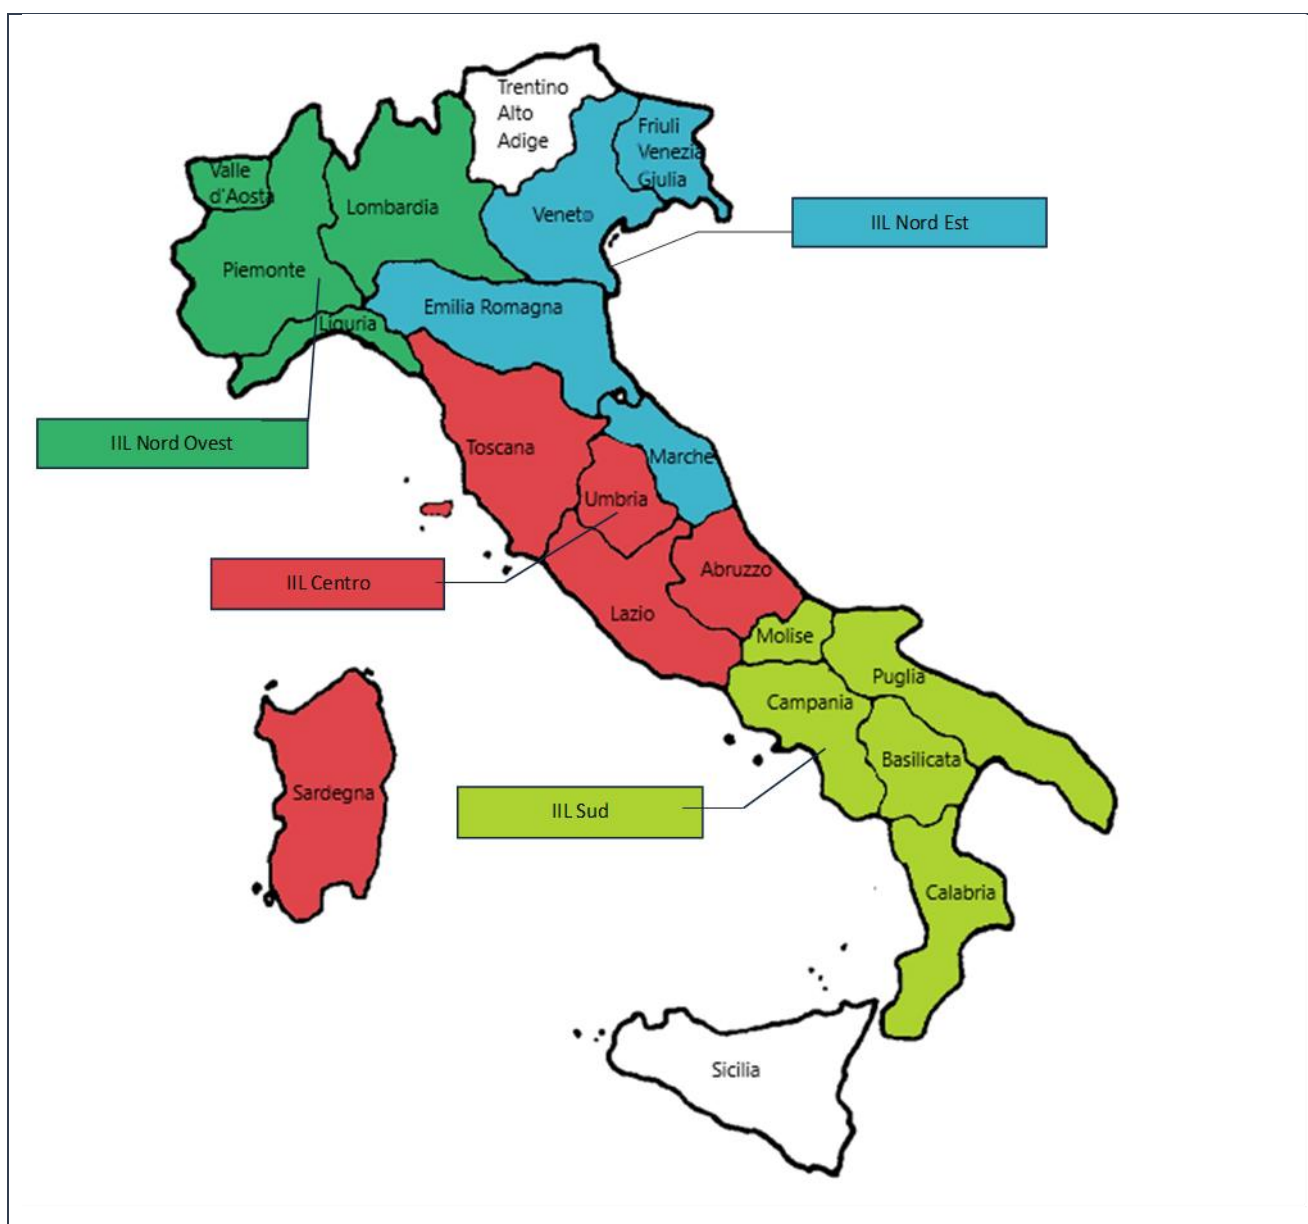 Trentino
Alto
Adige
Friuli
Venezia
Giulia
Valle
d'Aosta
Lombardia
Veneto
IIL Nord Est
Piemonte
Emilia Romagna
Liguria
IIL Nord Ovest
Toscana
Marche
Umbria
IIL Centro
Abruzzo
Lazio
Molise
Puglia
Campania
Basilicata
Sardegna
IIL Sud
Calabria
Sicilia